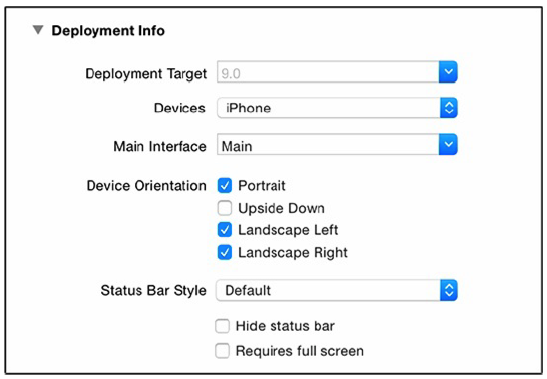 Deployment Info
Deployment Target 9.0
Devices iPhone
Main Interface Main
Device Orientation Portrait
Upside Down
Landscape Left
Landscape Right
Status Bar Style Default
Hide status bar
Requires full screen